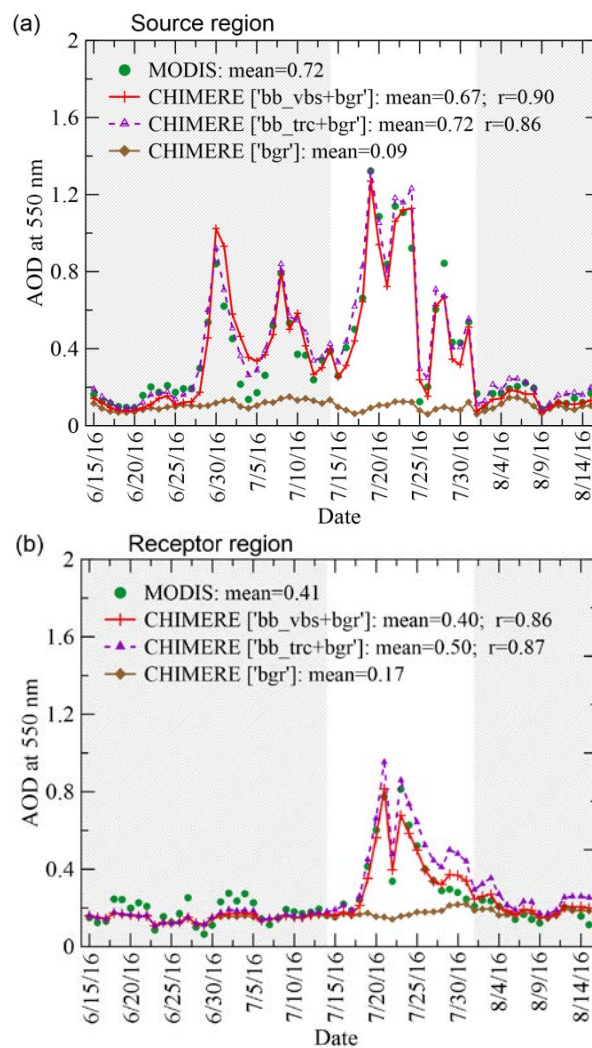 (a) Source region
2
MODIS: mean=0.72
CHIMERE ['bb_vbs+bgr']: mean=0.67; r=0.90
1.6
CHIMERE ['bb_trc+bgr']: mean=0.72 r=0.86
CHIMERE ['bgr']: mean=0.09
1.2
0.8
0.4
0
AOD at 550 nm
6/15/16 6/20/16 6/25/16 6/30/16 7/5/16 7/10/16 7/15/16 7/20/16 7/25/16 7/30/16 8/4/16 8/9/16 8/14/16
Date
(b) Receptor region
2
MODIS: mean=0.41
CHIMERE ['bb_vbs+bgr']: mean=0.40; r=0.86
1.6
CHIMERE ['bb_trc+bgr']: mean=0.50; r=0.87
CHIMERE ['bgr']: mean=0.17
1.2
0.8
0.4
0
AOD at 550 nm
6/15/16 6/20/16 6/25/16 6/30/16 7/5/16 7/10/16 7/15/16 7/20/16 7/25/16 7/30/16 8/4/16 8/9/16 8/14/16
Date